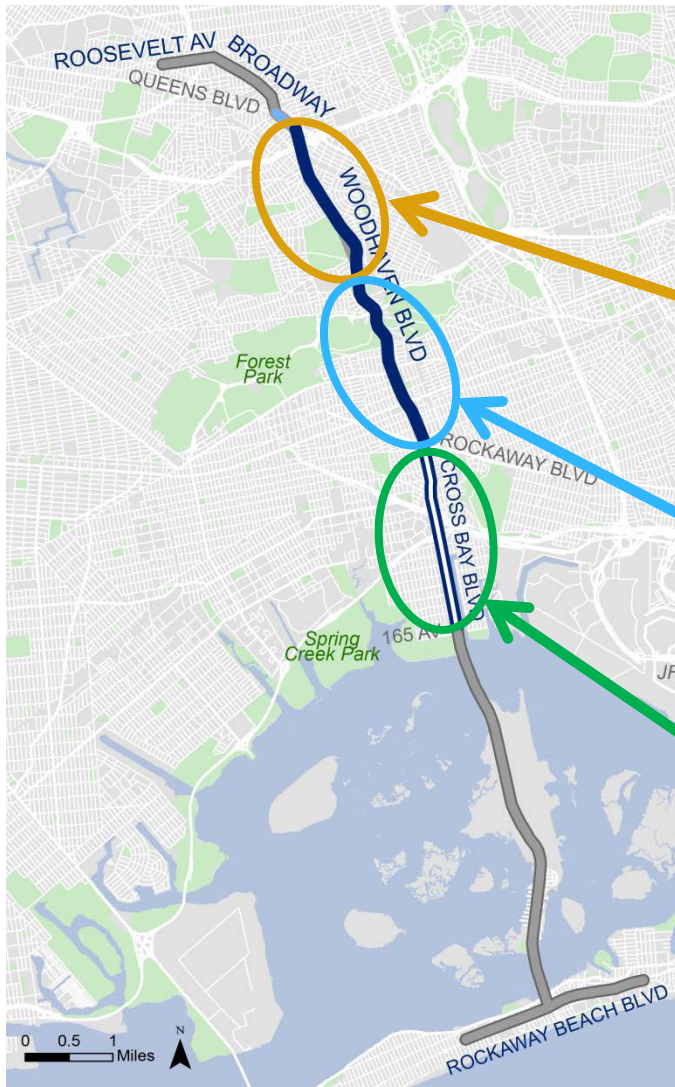 ROOSEVELT AV
BROADWAY
QUEENS BLVD
WOODHAVEN BLVD
Forest
Park
ROCKAWAY BLVD
CROSS BAY BLVD
165 AV
Spring
Creek Park
JF
ROCKAWAY BEACH BLVD
0 0.5 1
Miles
N